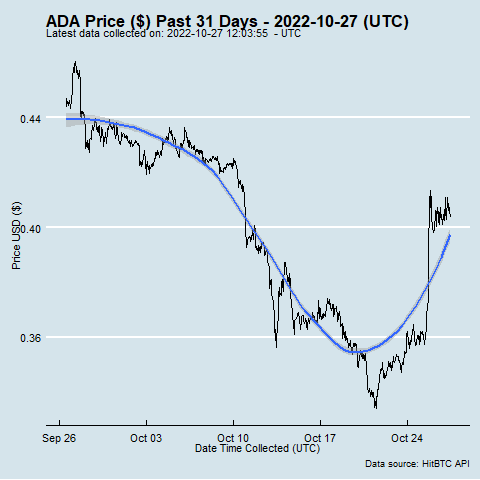 ADA Price ($) Past 31 Days - 2022-10-27 (UTC)
Latest data collected on: 2022-10-27 12:03:55 - UTC
0.44
0.40
0.36
Price USD ($)
Sep 26 Oct 03 Oct 10 Oct 17 Oct 24
Date Time Collected (UTC)
Data source: HitBTC API